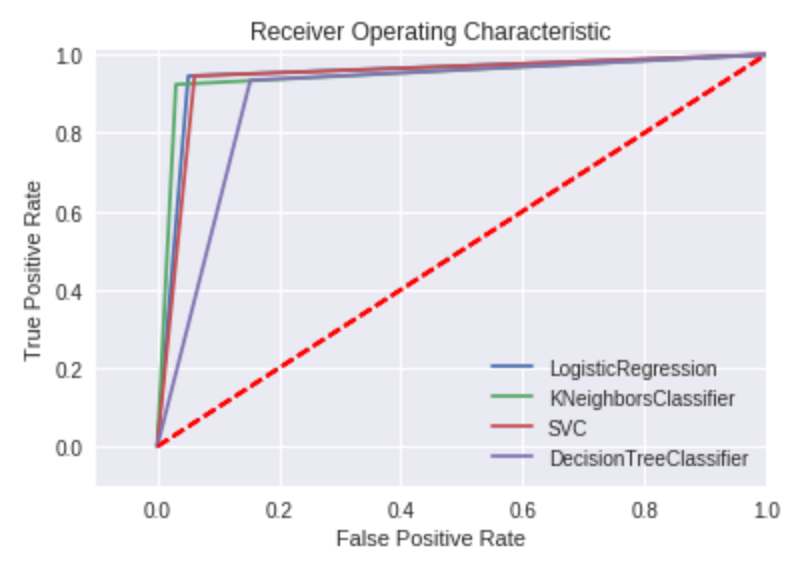 Receiver Operating Characteristic
1.0
0.8
0.6
0.4
0.2
0.0
True Positive Rate
LogisticRegression
KNeighborsClassifier
SVC
DecisionTreeClassifier
0.0 0.2 0.4 0.6 0.8 1.0
False Positive Rate